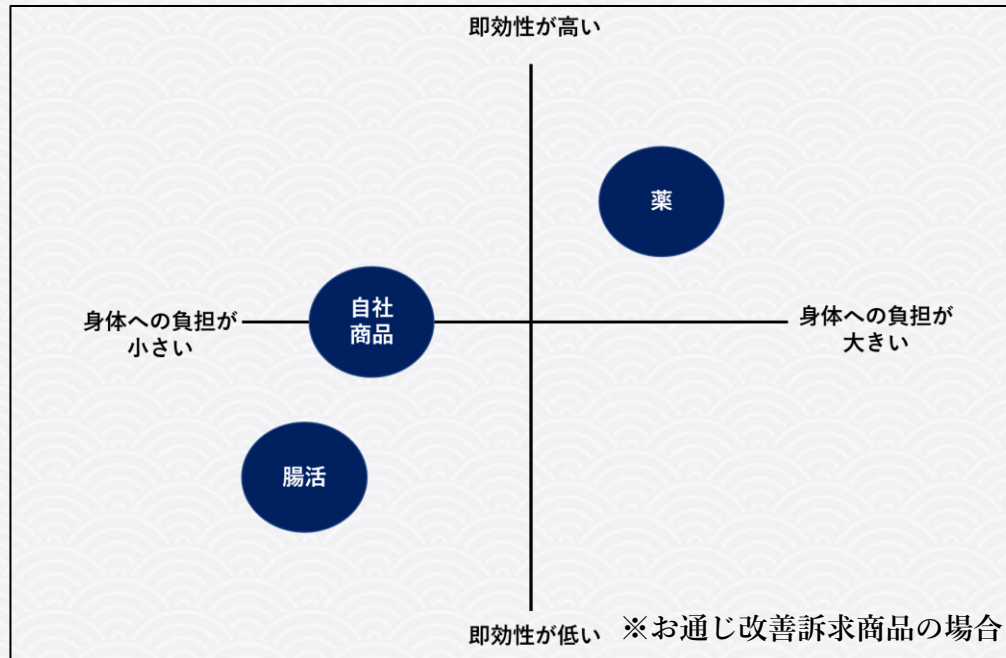 即効性が高い
薬
自社
商品
身体への負担が
小さい
身体への負担が
大きい
腸活
即効性が低い
※お通じ改善訴求商品の場合